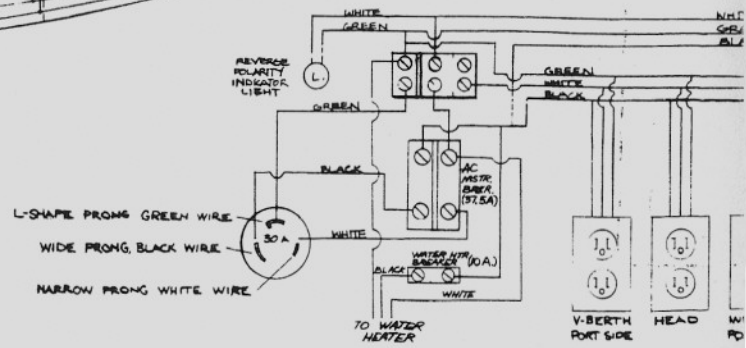 WHITE
GREEN
REVERSE
POLARITY
INDICATOR
LIGHT
L.
GREEN
WHITE
BLACK
GREEN
BLACK
AC
MSTR.
BKER.
(37.5A)
L-SHAPE PRONG GREEN WIRE
30 A
WIDE PRONG, BLACK WIRE
WHITE
NARROW PRONG WHITE WIRE
WATER HTR
BREAKER (10A.)
BLACK
WHITE
TO WATER
HEATER
V-BERTH
PORT SIDE
HEAD